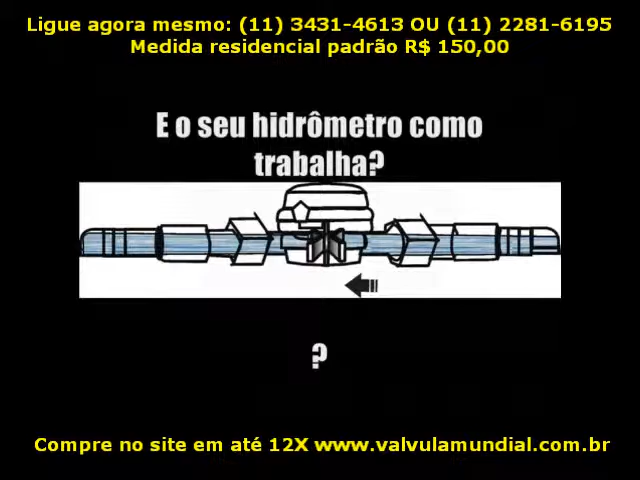 Ligue agora mesmo: (11) 3431-4613 OU (11) 2281-6195
Medida residencial padrão R$ 150,00
E o seu hidrômetro como
trabalha?
?
Compre no site em até 12X www.valvulamundial.com.br